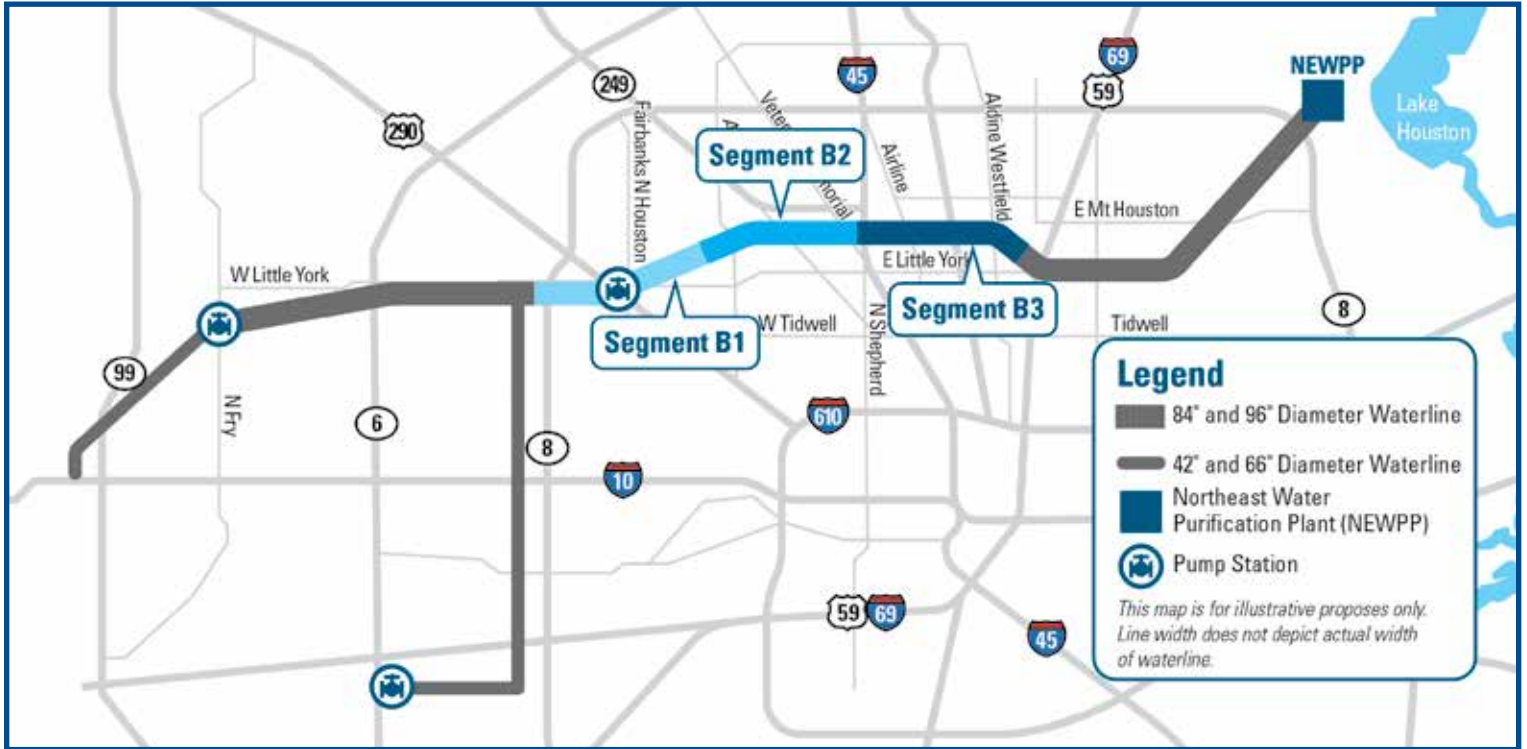 69
45
NEWPP
249
59
290
Lake
Houston
Fairbanks N Houston
Airline
Aldine Westfield
Segment B2
E Mt Houston
W Little York
E Little York
Segment B3
8
Segment B1
W Tidwell
N Shepherd
Tidwell
99
N Fry
6
610
8
10
Legend
84" and 96" Diameter Waterline
42" and 66" Diameter Waterline
Northeast Water
Purification Plant (NEWPP)
Pump Station
This map is for illustrative proposes only.
Line width does not depict actual width
of waterline.
59
69
45